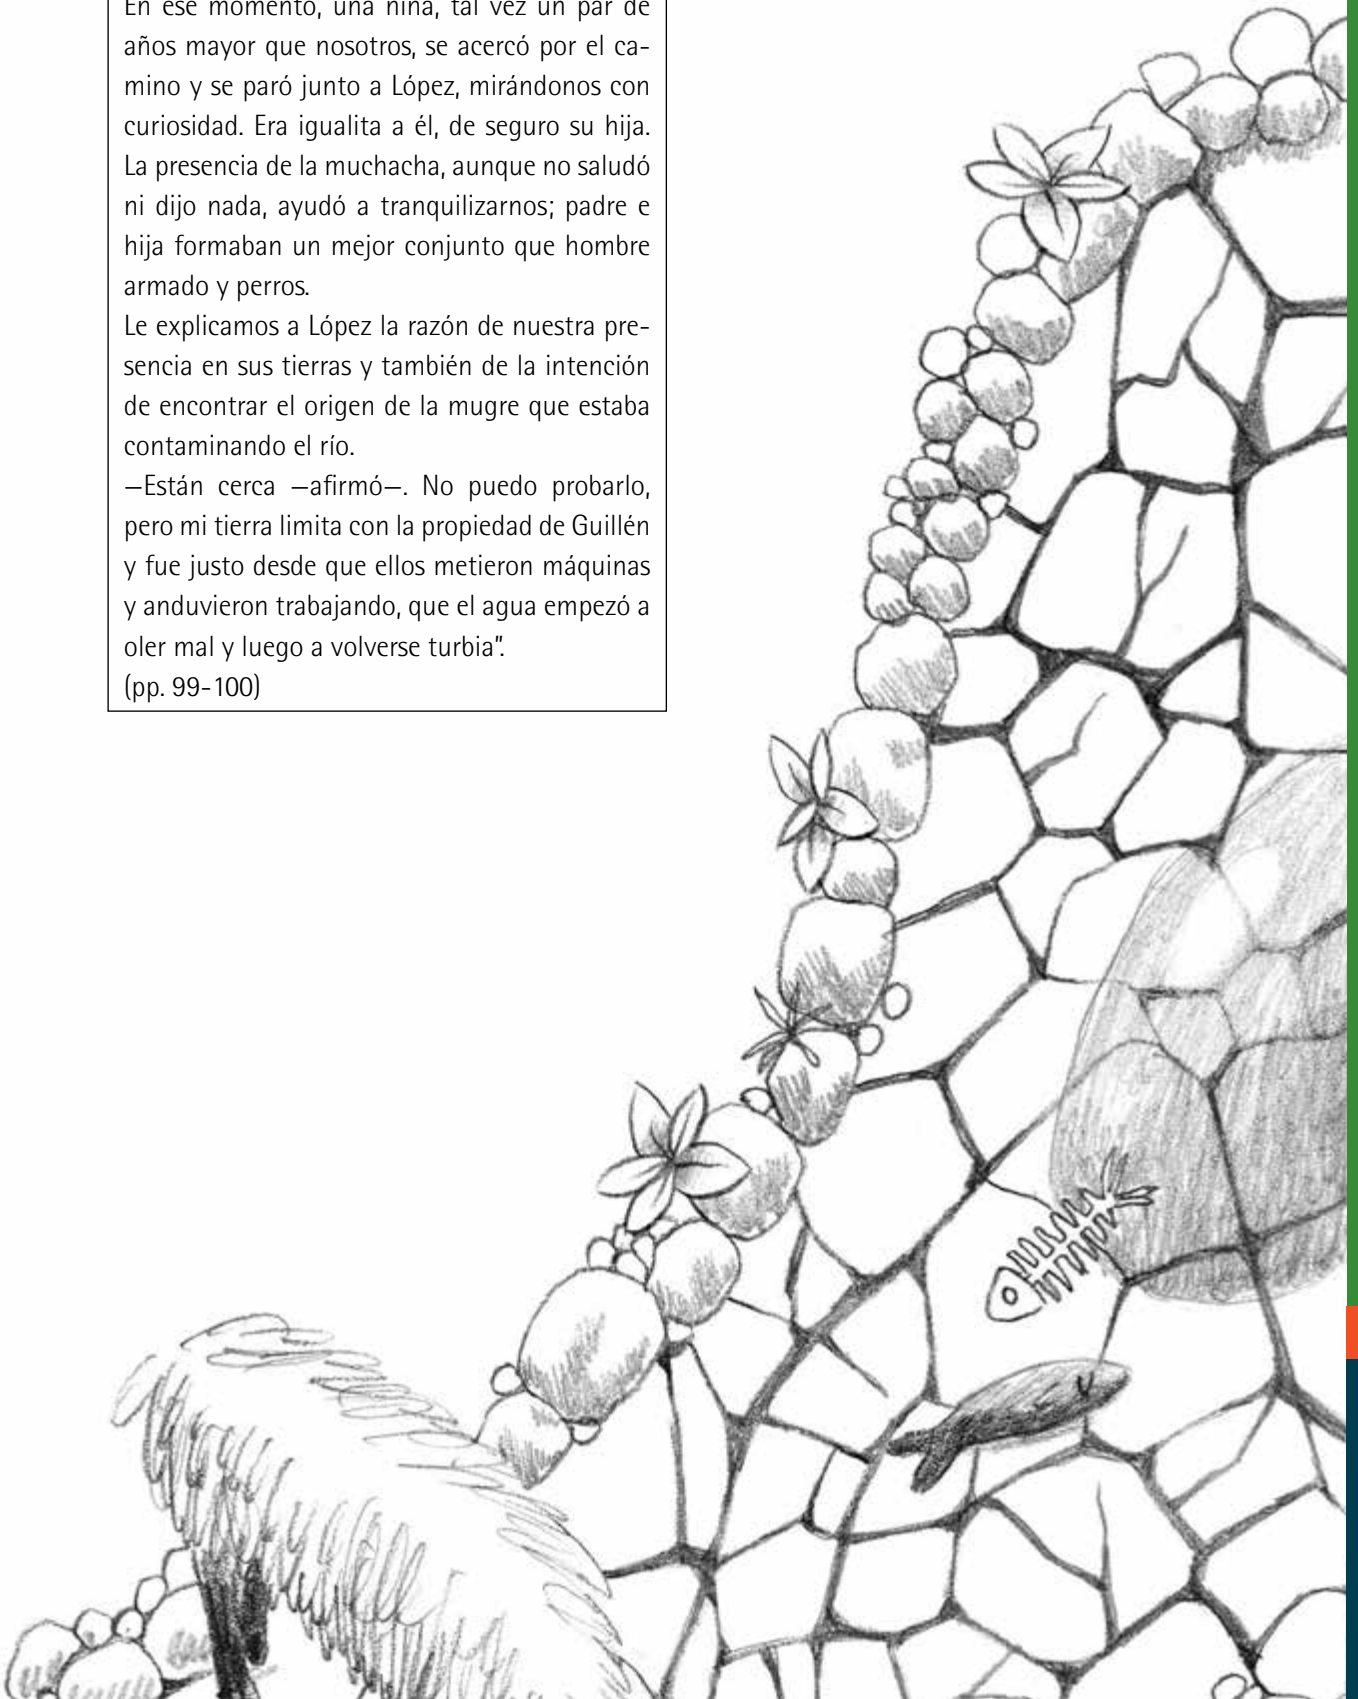 En ese momento, una niña, tal vez un par de
años mayor que nosotros, se acercó por el ca-
mino y se paró junto a López, mirándonos con
curiosidad. Era igualita a él, de seguro su hija.
La presencia de la muchacha, aunque no saludó
ni dijo nada, ayudó a tranquilizarnos; padre e
hija formaban un mejor conjunto que hombre
armado y perros.
Le explicamos a López la razón de nuestra pre-
sencia en sus tierras y también de la intención
de encontrar el origen de la mugre que estaba
contaminando el río.
—Están cerca —afirmó—. No puedo probarlo,
pero mi tierra limita con la propiedad de Guillén
y fue justo desde que ellos metieron máquinas
y anduvieron trabajando, que el agua empezó a
oler mal y luego a volverse turbia”.
(pp. 99-100)